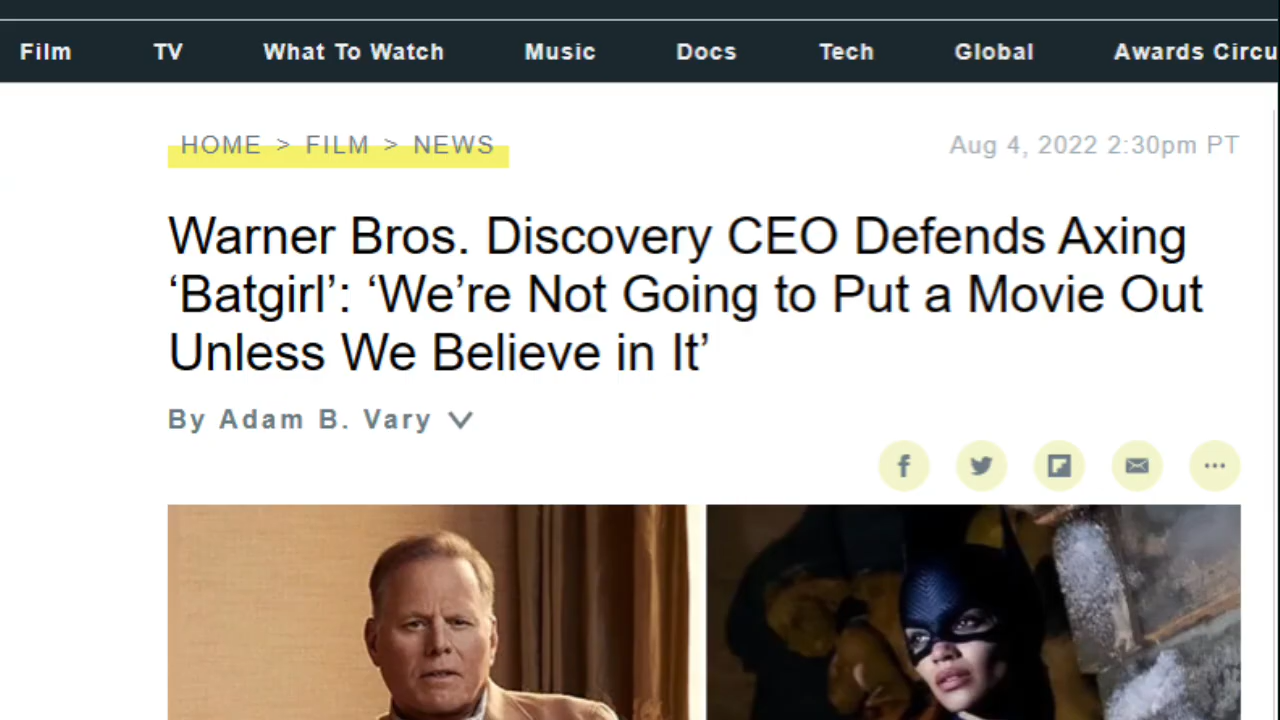 Film TV What To Watch Music Docs Tech Global Awards Circu
HOME > FILM > NEWS Aug 4, 2022 2:30pm PT
Warner Bros. Discovery CEO Defends Axing
‘Batgirl’: ‘We’re Not Going to Put a Movie Out
Unless We Believe in It’
By Adam B. Vary